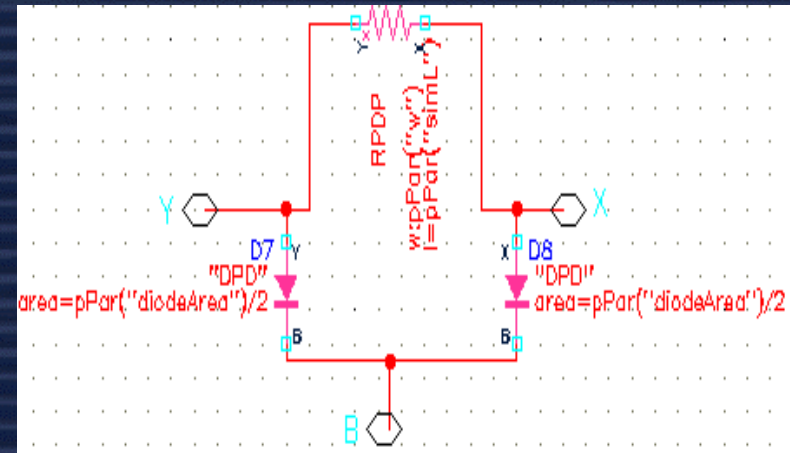 Y
X
RPDP
w:pPar("w")
l=pPar("simL")
Y
X
D7
Y
X
D8
"DPD"
"DPD"
area=pPar("diodeArea")/2
area=pPar("diodeArea")/2
B
B
B